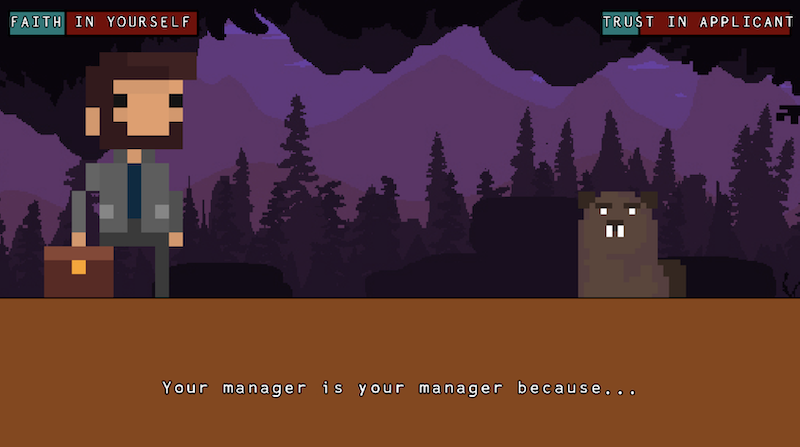 FAITH IN YOURSELF
TRUST IN APPLICANT
Your manager is your manager because...